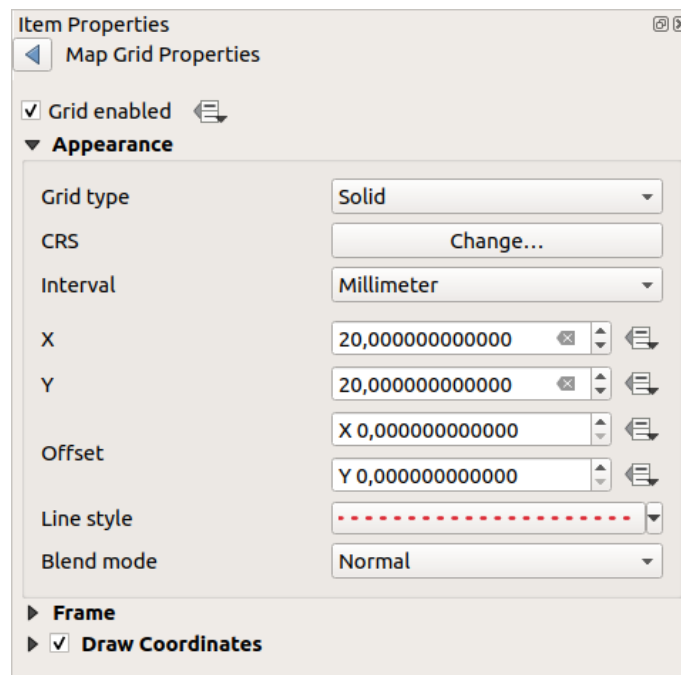 Item Properties
Map Grid Properties
Grid enabled
Appearance
Grid type
Solid
CRS
Change...
Interval
Millimeter
X
20,000000000000
Y
20,000000000000
Offset
X 0,000000000000
Y 0,000000000000
Line style
Blend mode
Normal
Frame
Draw Coordinates